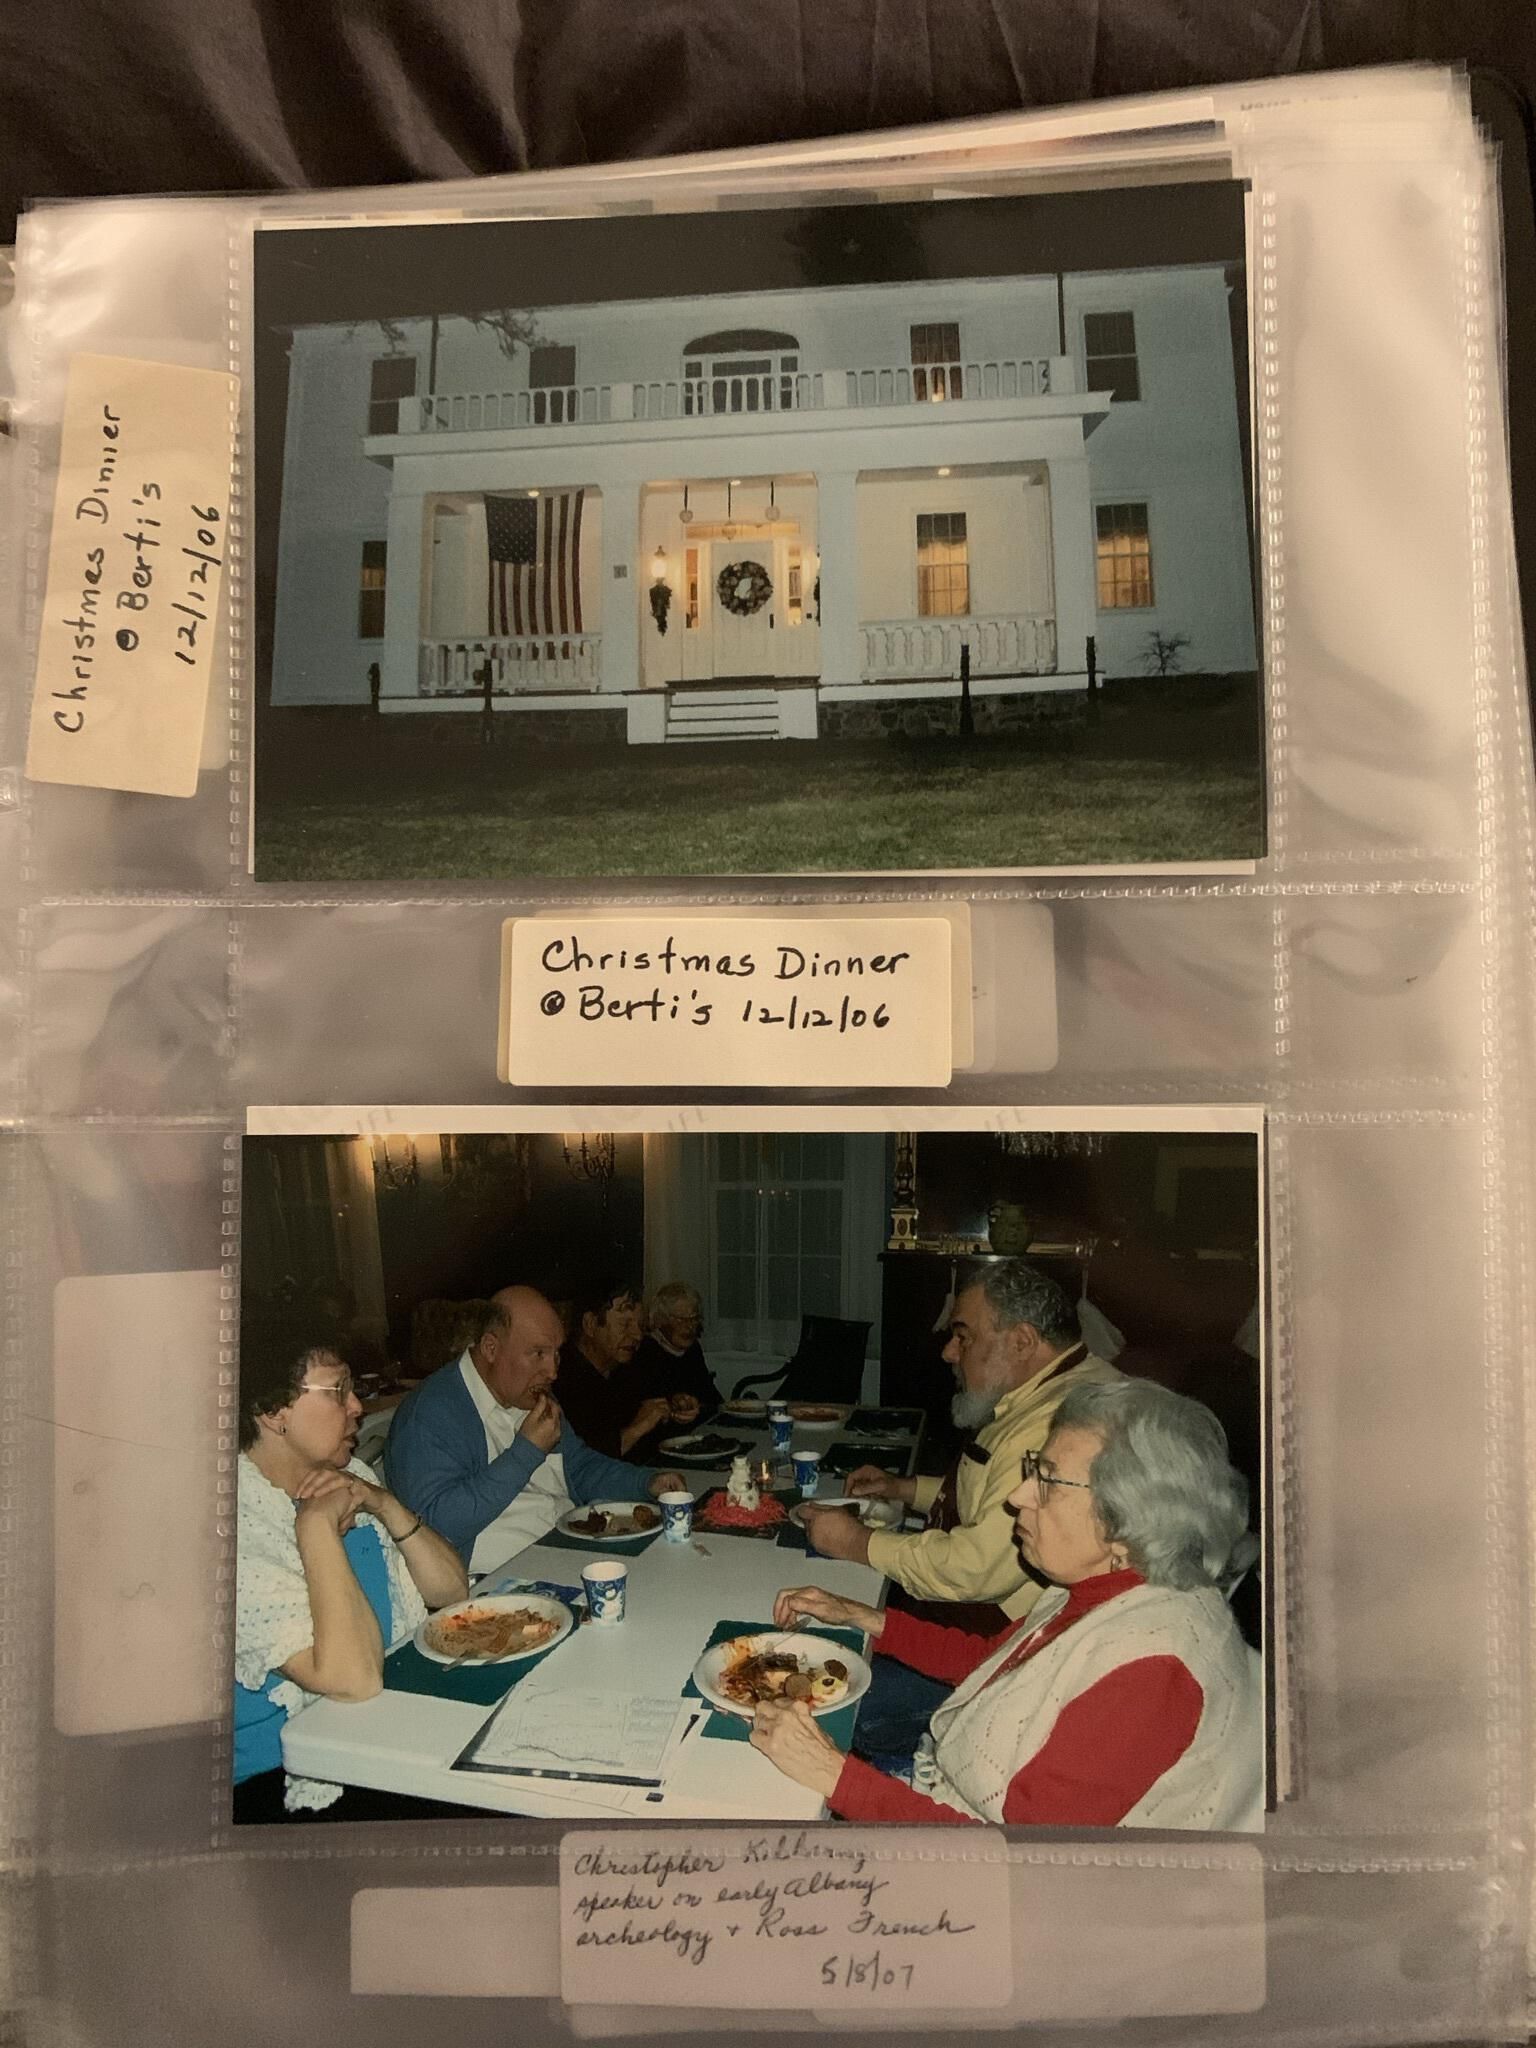 Christmas Dinner
@ Berti's
12/12/06
Christmas Dinner
@ Berti's 12/12/06
Christopher
speaker on early Albany
archeology + Ross French
5/8/07